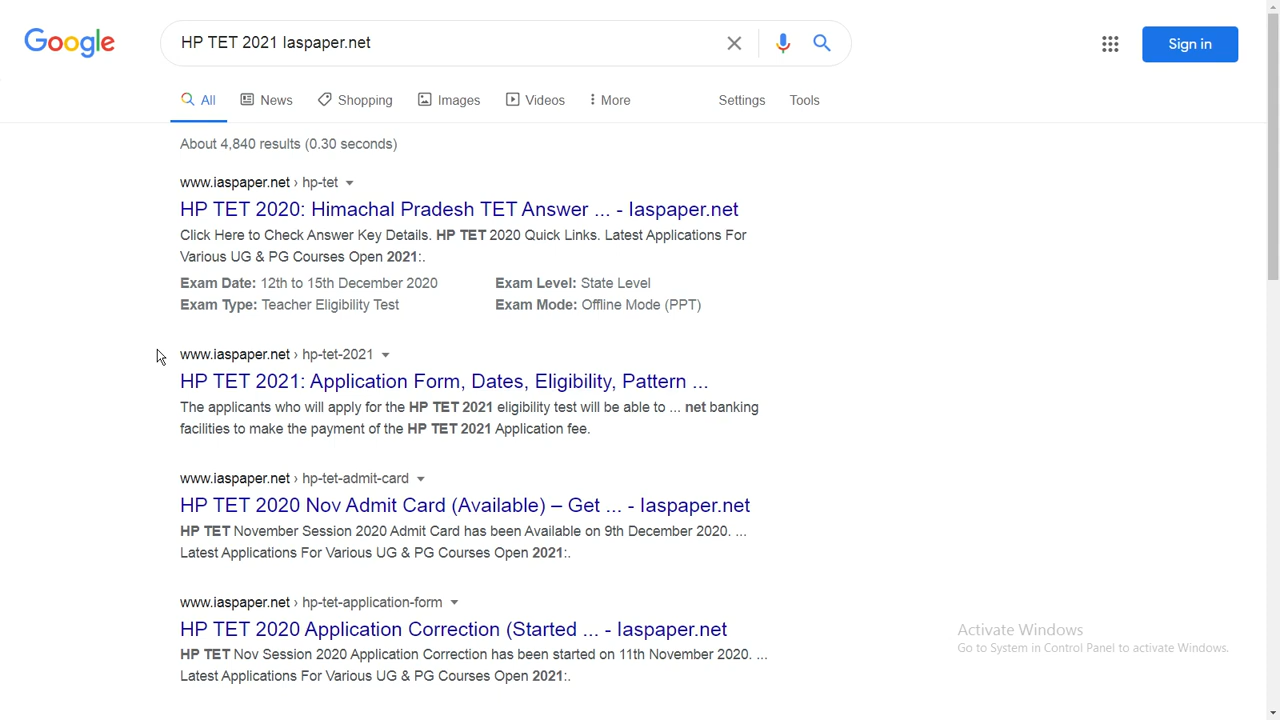 Google
HP TET 2021 Iaspaper.net
Sign in
All News Shopping Images Videos More Settings Tools
About 4,840 results (0.30 seconds)
www.iaspaper.net › hp-tet
HP TET 2020: Himachal Pradesh TET Answer ... - Iaspaper.net
Click Here to Check Answer Key Details. HP TET 2020 Quick Links. Latest Applications For
Various UG & PG Courses Open 2021:.
Exam Date: 12th to 15th December 2020 Exam Level: State Level
Exam Type: Teacher Eligibility Test Exam Mode: Offline Mode (PPT)
www.iaspaper.net › hp-tet-2021
HP TET 2021: Application Form, Dates, Eligibility, Pattern ...
The applicants who will apply for the HP TET 2021 eligibility test will be able to ... net banking
facilities to make the payment of the HP TET 2021 Application fee.
www.iaspaper.net › hp-tet-admit-card
HP TET 2020 Nov Admit Card (Available) – Get ... - Iaspaper.net
HP TET November Session 2020 Admit Card has been Available on 9th December 2020. ...
Latest Applications For Various UG & PG Courses Open 2021:.
www.iaspaper.net › hp-tet-application-form
HP TET 2020 Application Correction (Started ... - Iaspaper.net
HP TET Nov Session 2020 Application Correction has been started on 11th November 2020. ...
Latest Applications For Various UG & PG Courses Open 2021:.
Activate Windows
Go to System in Control Panel to activate Windows.